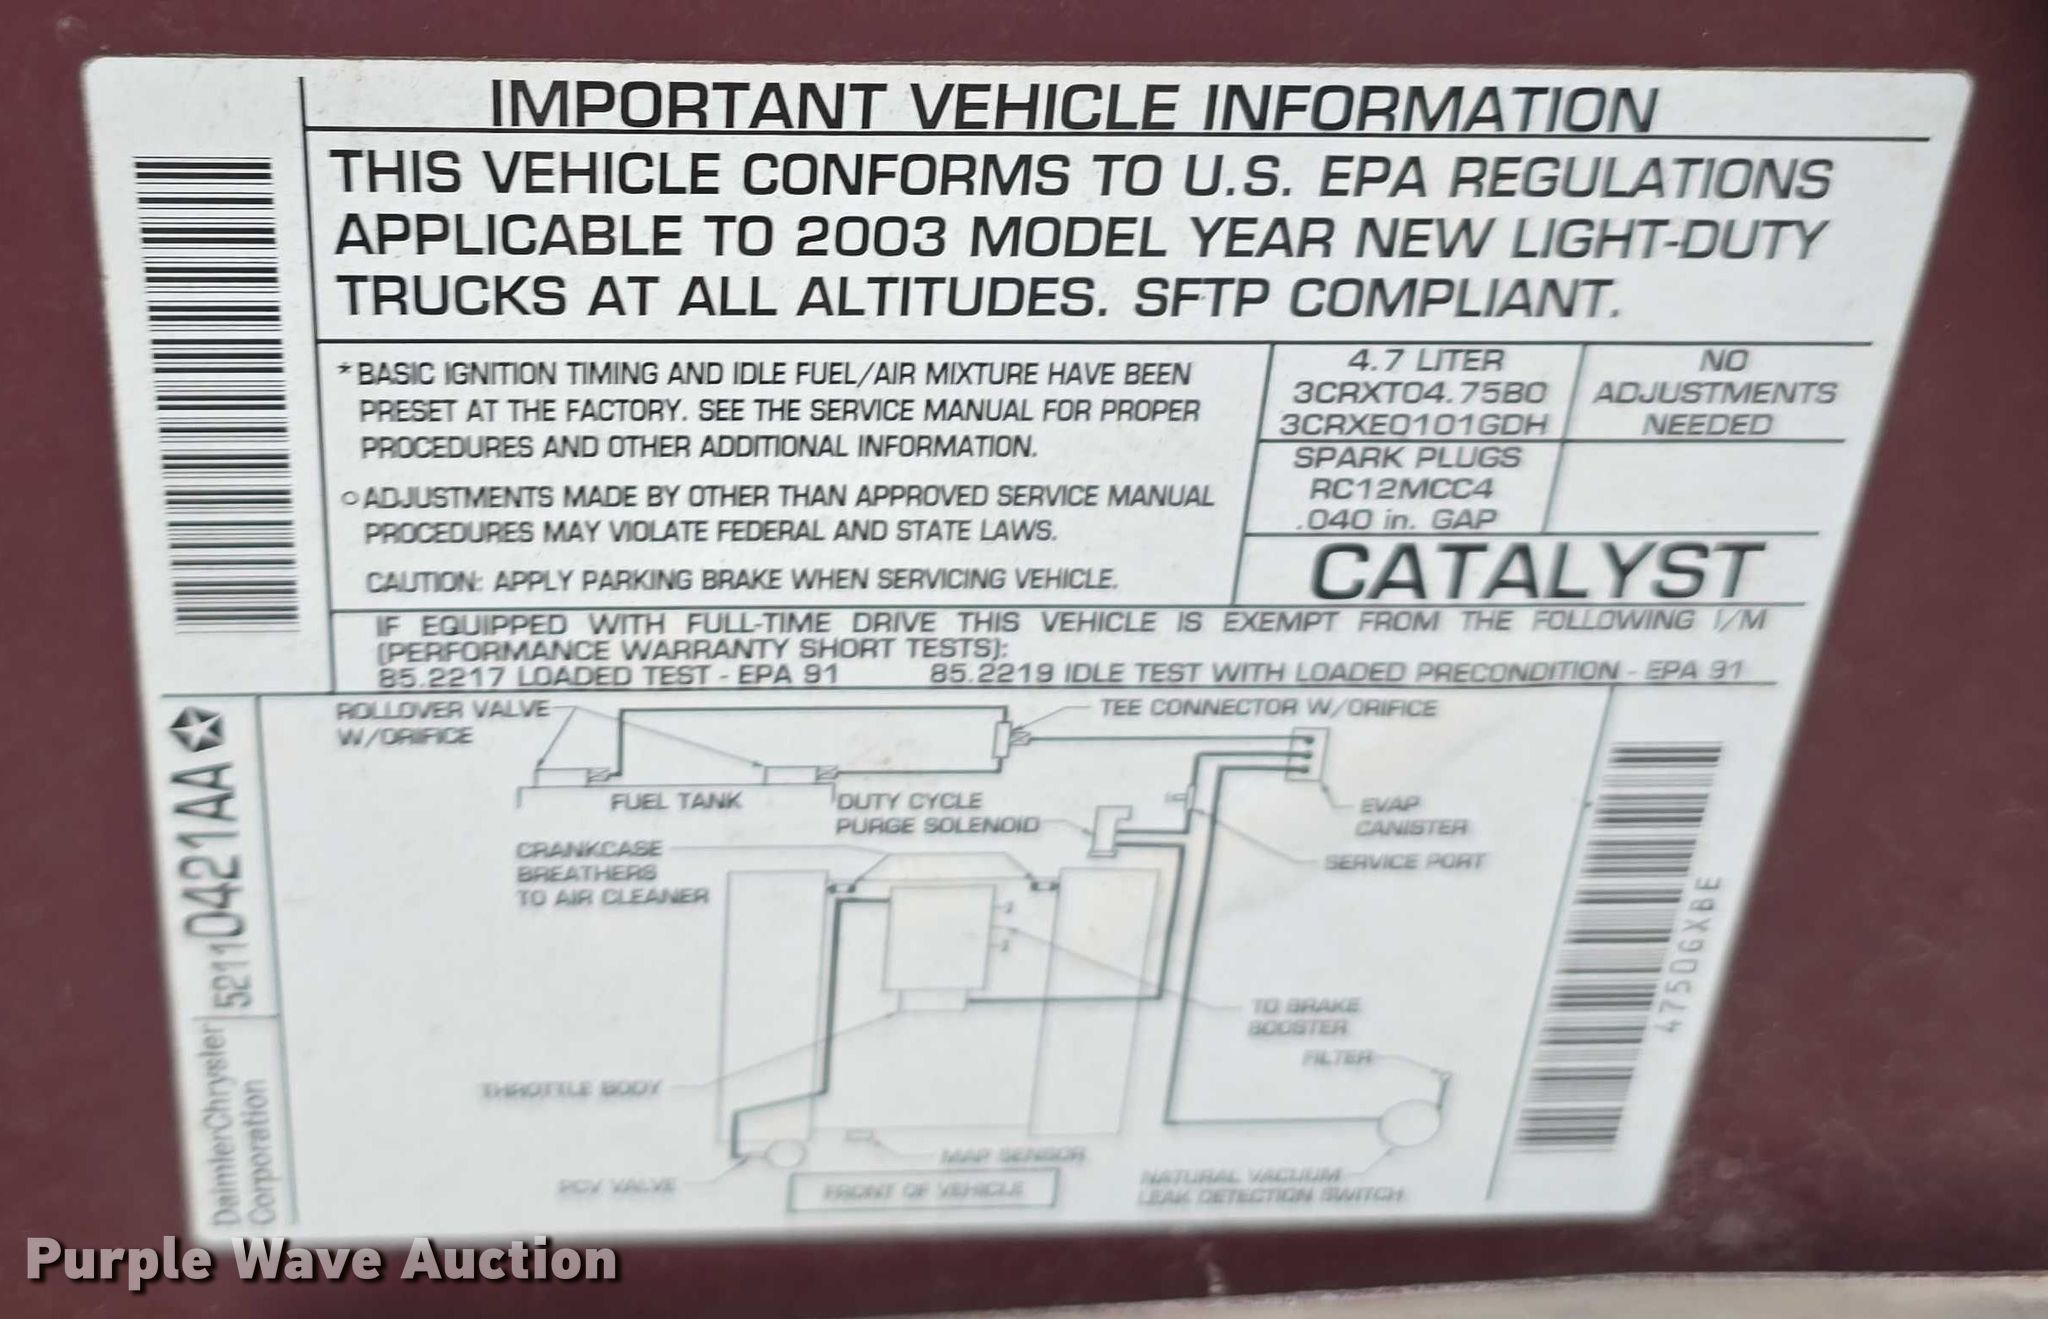 IMPORTANT VEHICLE INFORMATION
THIS VEHICLE CONFORMS TO U.S. EPA REGULATIONS
APPLICABLE TO 2003 MODEL YEAR NEW LIGHT-DUTY
TRUCKS AT ALL ALTITUDES. SFTP COMPLIANT.
* BASIC IGNITION TIMING AND IDLE FUEL/AIR MIXTURE HAVE BEEN
PRESET AT THE FACTORY. SEE THE SERVICE MANUAL FOR PROPER
PROCEDURES AND OTHER ADDITIONAL INFORMATION.
○ ADJUSTMENTS MADE BY OTHER THAN APPROVED SERVICE MANUAL
PROCEDURES MAY VIOLATE FEDERAL AND STATE LAWS.
CAUTION: APPLY PARKING BRAKE WHEN SERVICING VEHICLE.
4.7 LITER
3CRXT04.75B0
3CRXE0101GDH
NO
ADJUSTMENTS
NEEDED
SPARK PLUGS
RC12MCC4
.040 in. GAP
CATALYST
IF EQUIPPED WITH FULL-TIME DRIVE THIS VEHICLE IS EXEMPT FROM THE FOLLOWING I/M
(PERFORMANCE WARRANTY SHORT TESTS):
85.2217 LOADED TEST - EPA 91 85.2219 IDLE TEST WITH LOADED PRECONDITION - EPA 91
ROLLOVER VALVE
W/ORIFICE
TEE CONNECTOR W/ORIFICE
FUEL TANK
DUTY CYCLE
PURGE SOLENOID
EVAP
CANISTER
CRANKCASE
BREATHERS
TO AIR CLEANER
SERVICE PORT
TO BRAKE
BOOSTER
FILTER
THROTTLE BODY
MAP SENSOR
PCV VALVE
FRONT OF VEHICLE
NATURAL VACUUM
LEAK DETECTION SWITCH
DaimlerChrysler
Corporation
52110421AA
4750GXBE
Purple Wave Auction